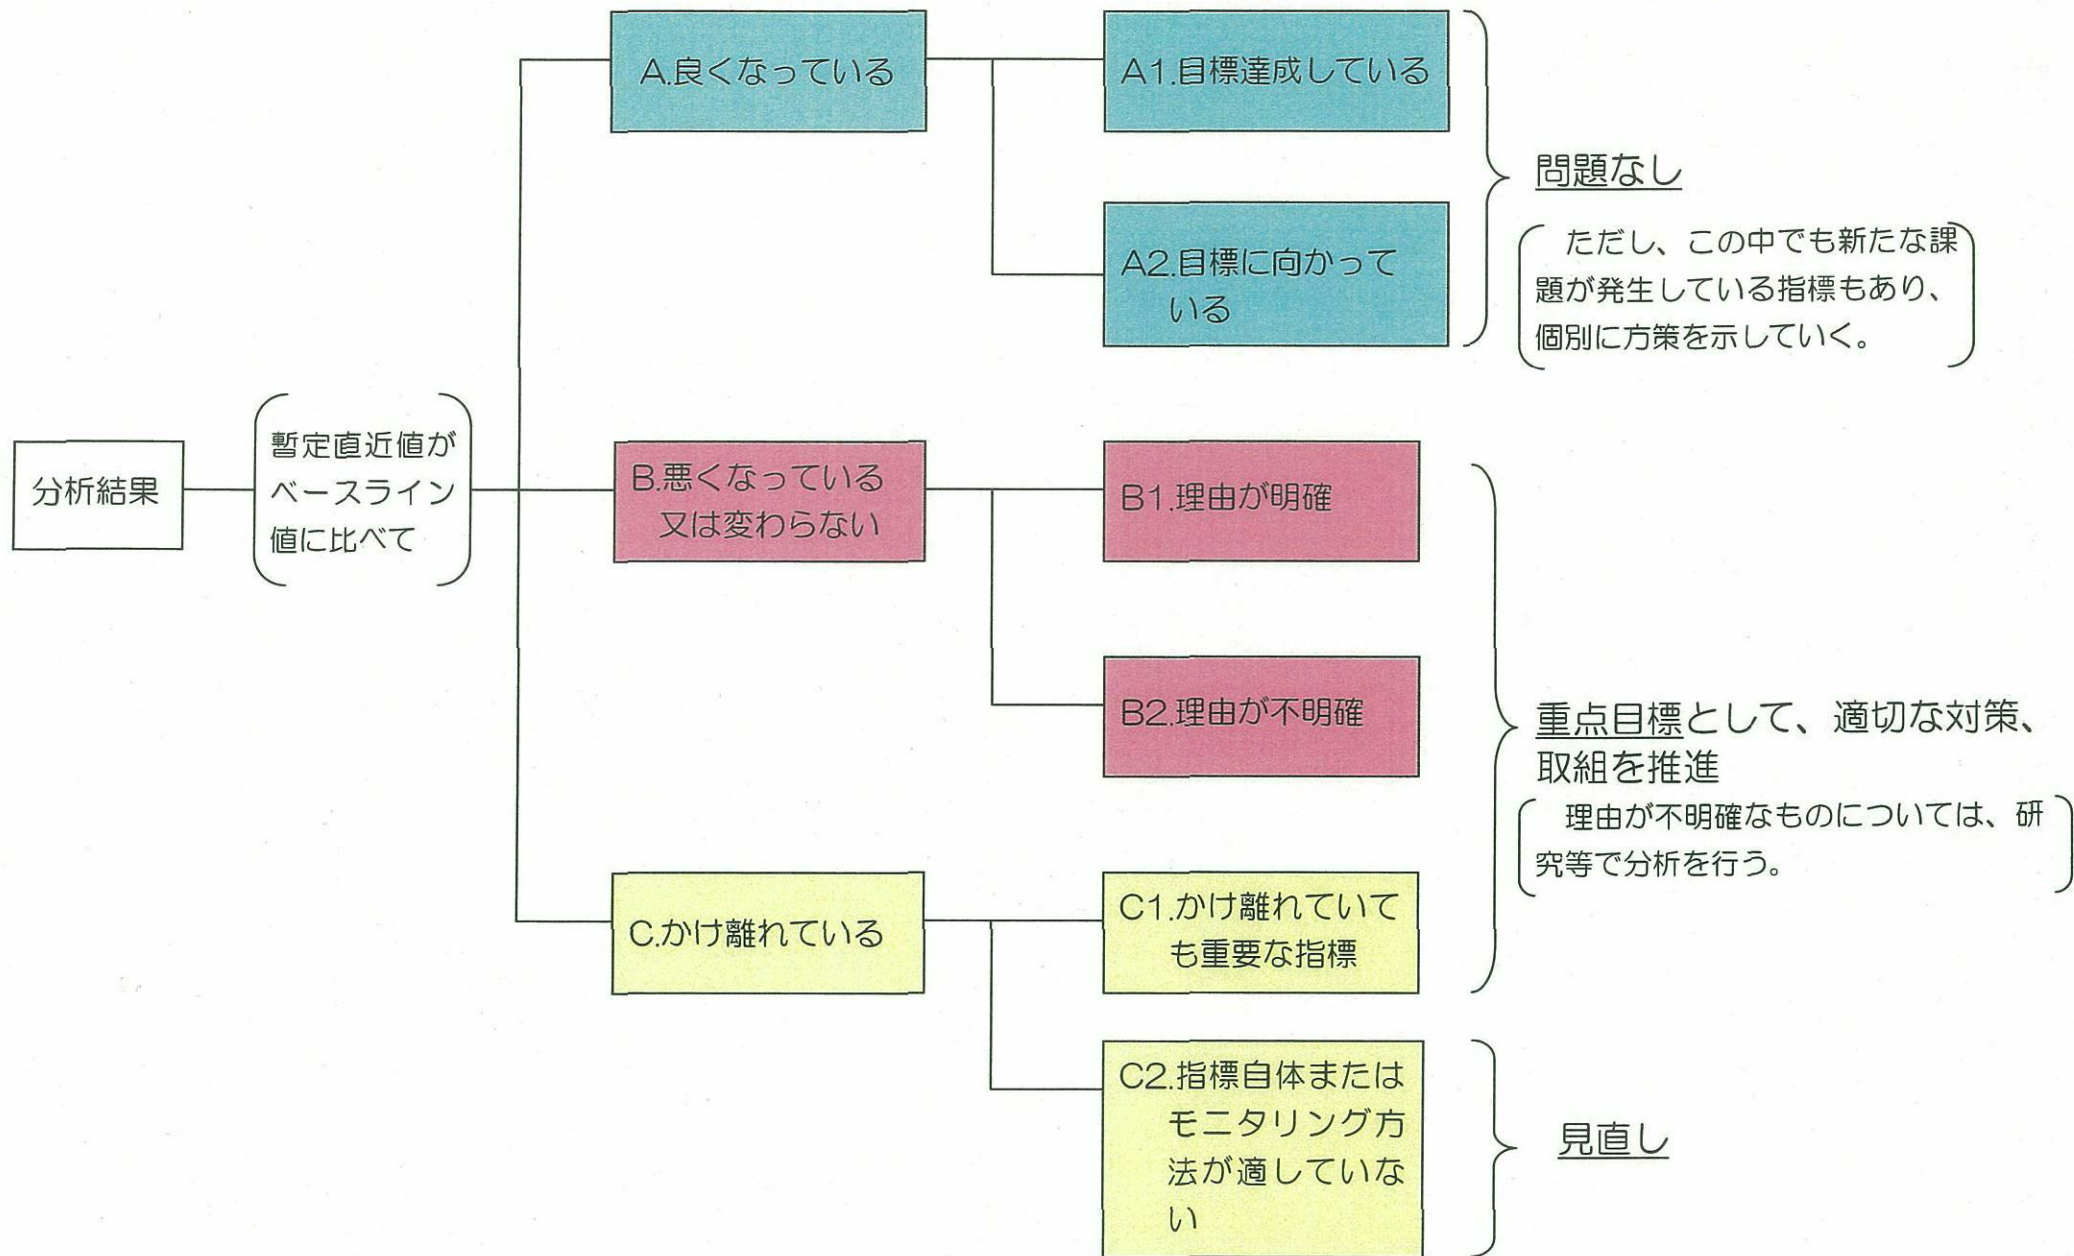 分析結果
暫定直近値が
ベースライン
値に比べて
A.良くなっている
A1.目標達成している
A2.目標に向かって
いる
問題なし
ただし、この中でも新たな課
題が発生している指標もあり、
個別に方策を示していく。
B.悪くなっている
又は変わらない
B1.理由が明確
B2.理由が不明確
C.かけ離れている
C1.かけ離れていて
も重要な指標
重点目標として、適切な対策、
取組を推進
理由が不明確なものについては、研
究等で分析を行う。
C2.指標自体または
モニタリング方
法が適していな
い
見直し